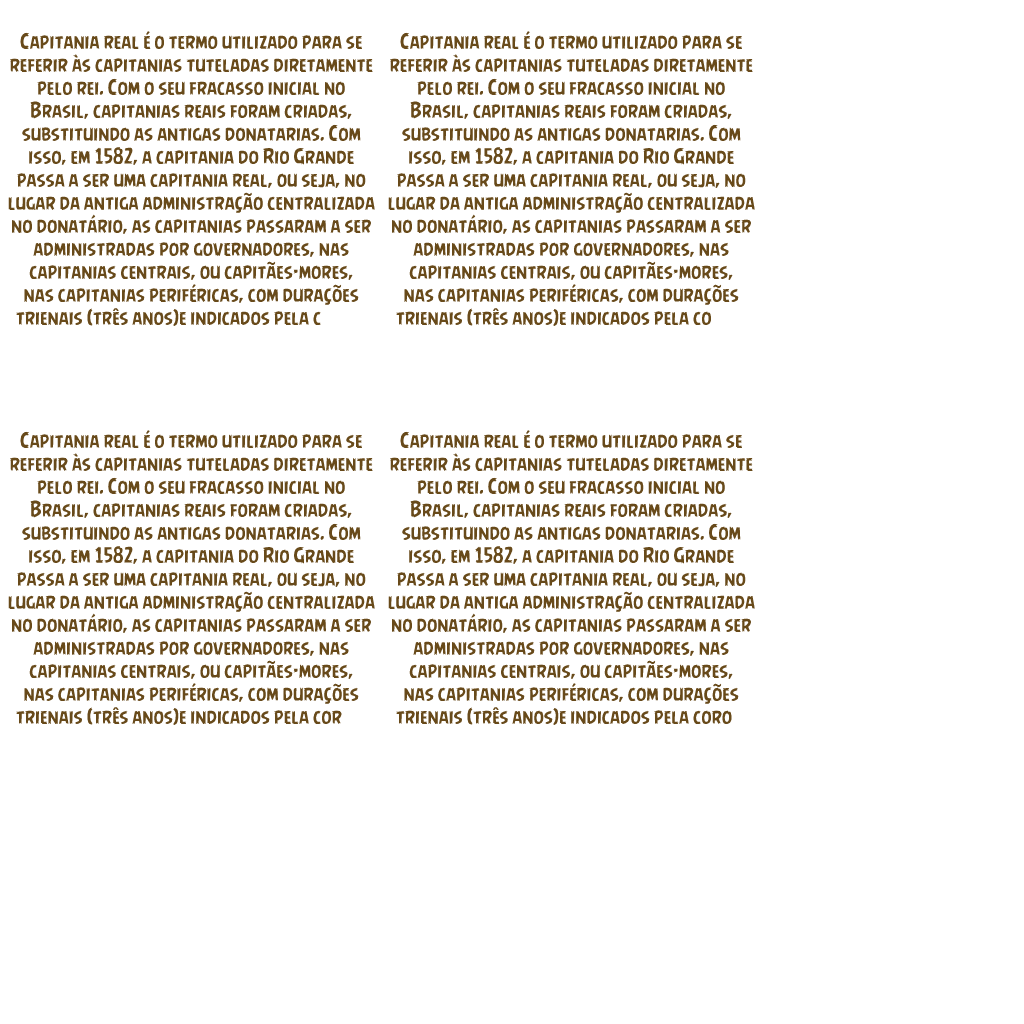 Capitania real é o termo utilizado para se
referir às capitanias tuteladas diretamente
pelo rei. Com o seu fracasso inicial no
Brasil, capitanias reais foram criadas,
substituindo as antigas donatarias. Com
isso, em 1582, a capitania do Rio Grande
passa a ser uma capitania real, ou seja, no
lugar da antiga administração centralizada
no donatário, as capitanias passaram a ser
administradas por governadores, nas
capitanias centrais, ou capitães-mores,
nas capitanias periféricas, com durações
trienais (três anos)e indicados pela c
Capitania real é o termo utilizado para se
referir às capitanias tuteladas diretamente
pelo rei. Com o seu fracasso inicial no
Brasil, capitanias reais foram criadas,
substituindo as antigas donatarias. Com
isso, em 1582, a capitania do Rio Grande
passa a ser uma capitania real, ou seja, no
lugar da antiga administração centralizada
no donatário, as capitanias passaram a ser
administradas por governadores, nas
capitanias centrais, ou capitães-mores,
nas capitanias periféricas, com durações
trienais (três anos)e indicados pela co
Capitania real é o termo utilizado para se
referir às capitanias tuteladas diretamente
pelo rei. Com o seu fracasso inicial no
Brasil, capitanias reais foram criadas,
substituindo as antigas donatarias. Com
isso, em 1582, a capitania do Rio Grande
passa a ser uma capitania real, ou seja, no
lugar da antiga administração centralizada
no donatário, as capitanias passaram a ser
administradas por governadores, nas
capitanias centrais, ou capitães-mores,
nas capitanias periféricas, com durações
trienais (três anos)e indicados pela cor
Capitania real é o termo utilizado para se
referir às capitanias tuteladas diretamente
pelo rei. Com o seu fracasso inicial no
Brasil, capitanias reais foram criadas,
substituindo as antigas donatarias. Com
isso, em 1582, a capitania do Rio Grande
passa a ser uma capitania real, ou seja, no
lugar da antiga administração centralizada
no donatário, as capitanias passaram a ser
administradas por governadores, nas
capitanias centrais, ou capitães-mores,
nas capitanias periféricas, com durações
trienais (três anos)e indicados pela coro